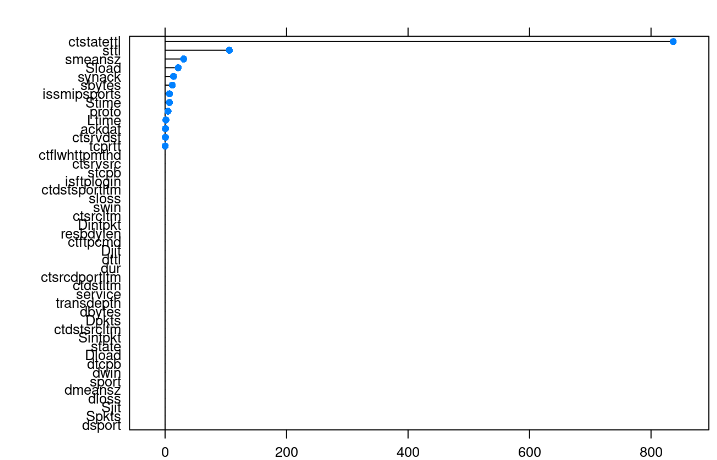 ctstatettl
sttl
smeansz
Sload
synack
sbytes
issmipsports
Stime
proto
Ltime
ackdat
ctsrvdst
tcprtt
ctflwhttpmthd
ctsrvsrc
stcpb
isftplogin
ctdstsportltm
sloss
swin
ctsrcltm
Dintpkt
resbdylen
ctftpcmd
Djit
dttl
dur
ctsrcdportltm
ctdstltm
service
transdepth
dbytes
Dpkts
ctdstsrcltm
Sintpkt
state
Dload
dtcpb
dwin
sport
dmeansz
dloss
Sjit
Spkts
dsport
0 200 400 600 800